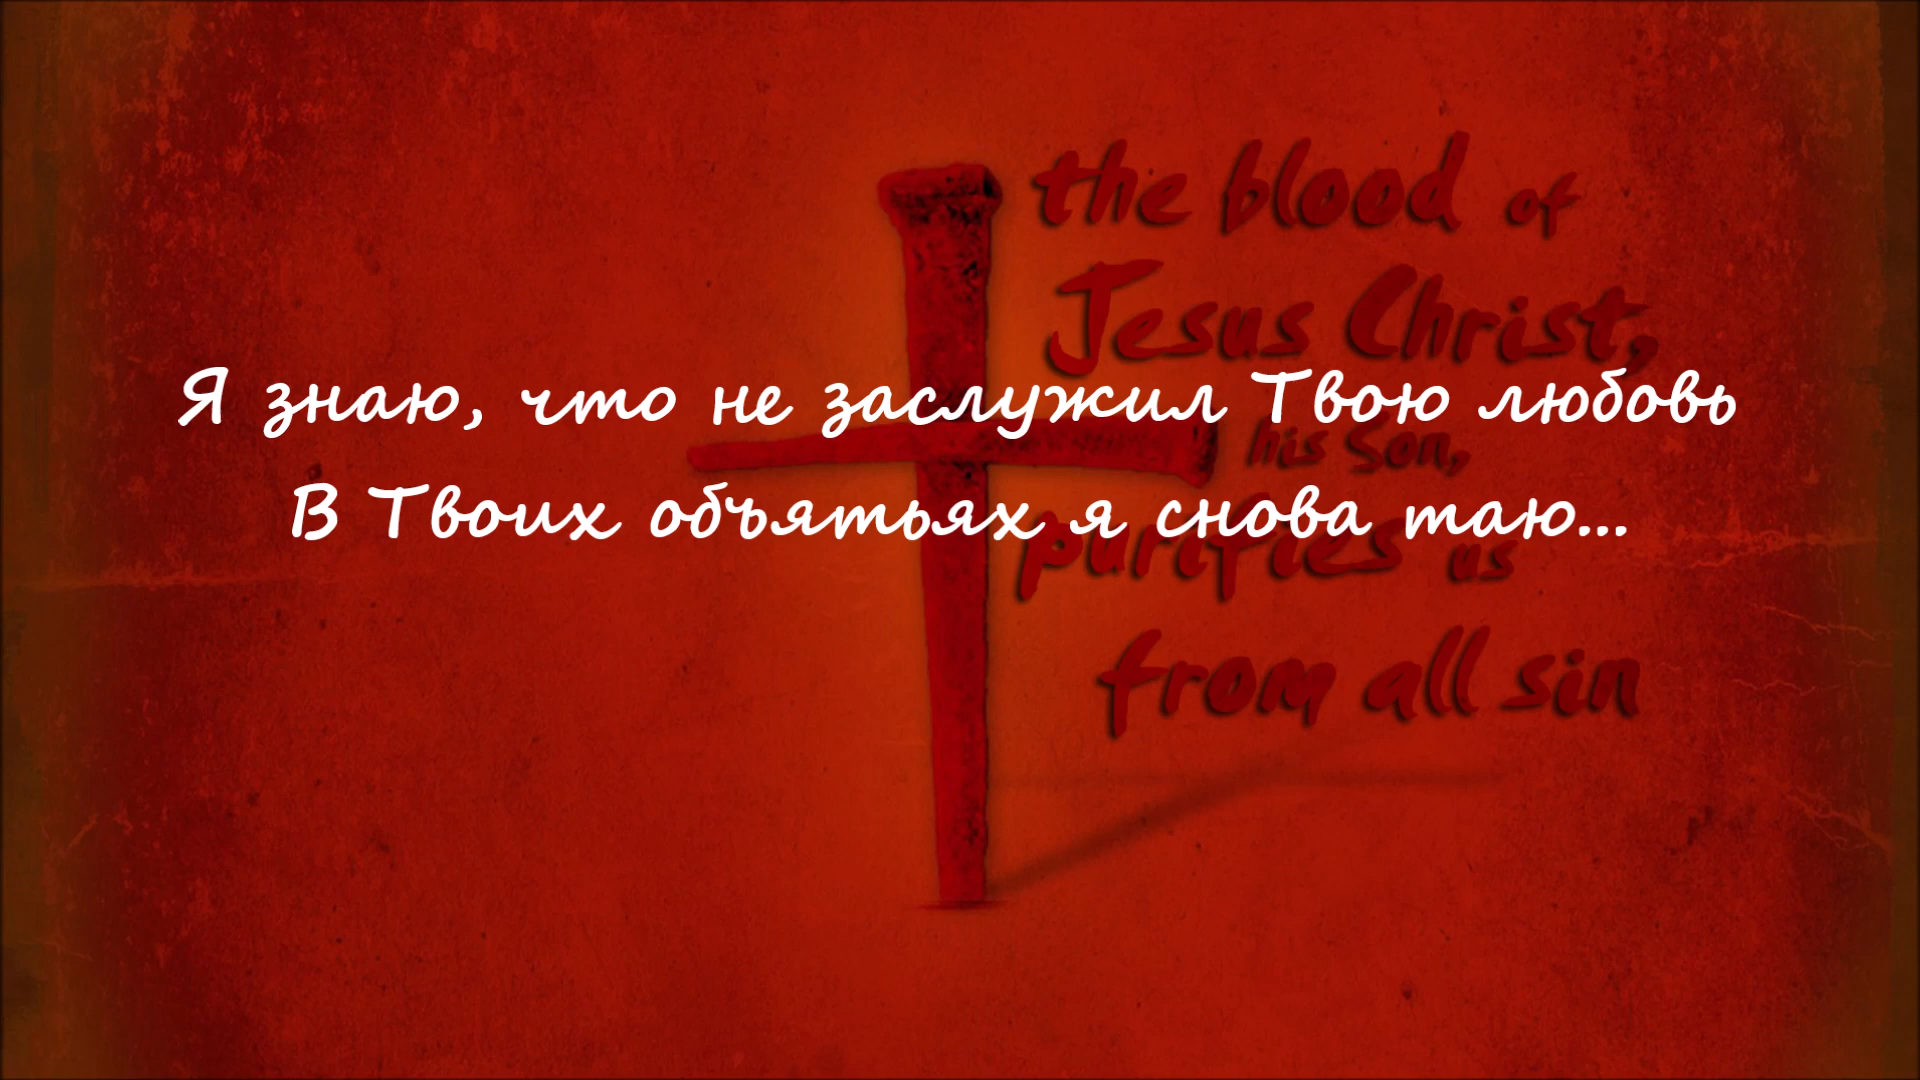 the blood of
Jesus Christ,
his Son,
purifies us
from all sin
Я знаю, что не заслужил Твою любовь
В Твоих объятьях я снова таю...